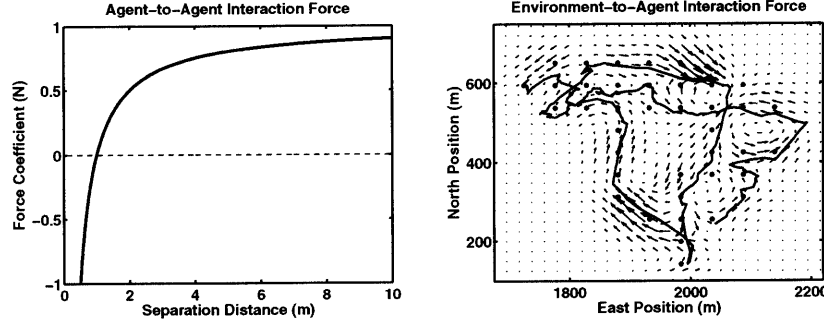 Agent−to−Agent Interaction Force
Force Coefficient (N)
1
0.5
0
−0.5
−1
0 2 4 6 8 10
Separation Distance (m)
Environment−to−Agent Interaction Force
North Position (m)
600
400
200
1800 2000 2200
East Position (m)